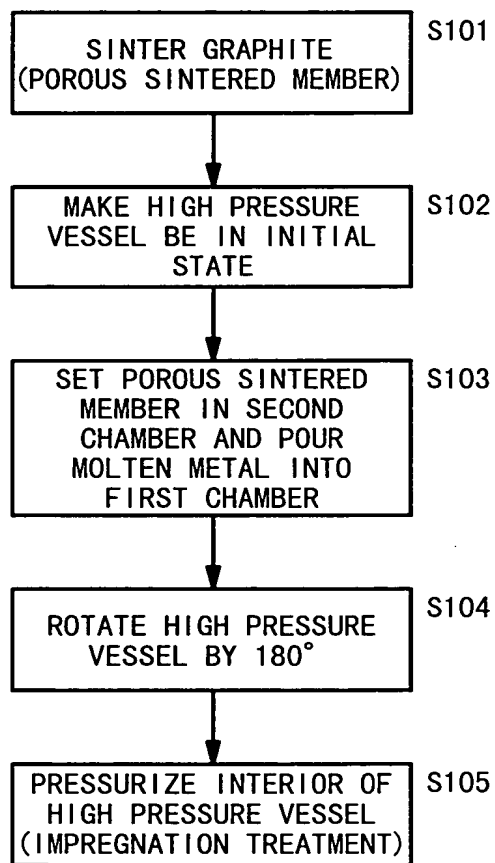 SINTER GRAPHITE
(POROUS SINTERED MEMBER)
S101
MAKE HIGH PRESSURE
VESSEL BE IN INITIAL
STATE
S102
SET POROUS SINTERED
MEMBER IN SECOND
CHAMBER AND POUR
MOLTEN METAL INTO
FIRST CHAMBER
S103
ROTATE HIGH PRESSURE
VESSEL BY 180°
S104
PRESSURIZE INTERIOR OF
HIGH PRESSURE VESSEL
(IMPREGNATION TREATMENT)
S105